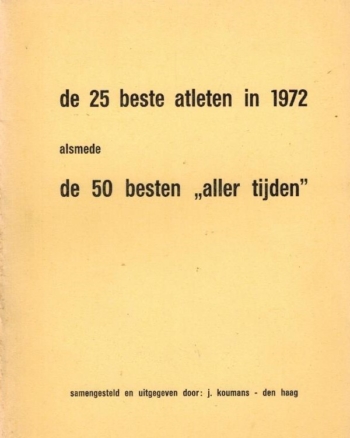 de 25 beste atleten in 1972
alsmede
de 50 besten „aller tijden”
samengesteld en uitgegeven door: j. koumans - den haag